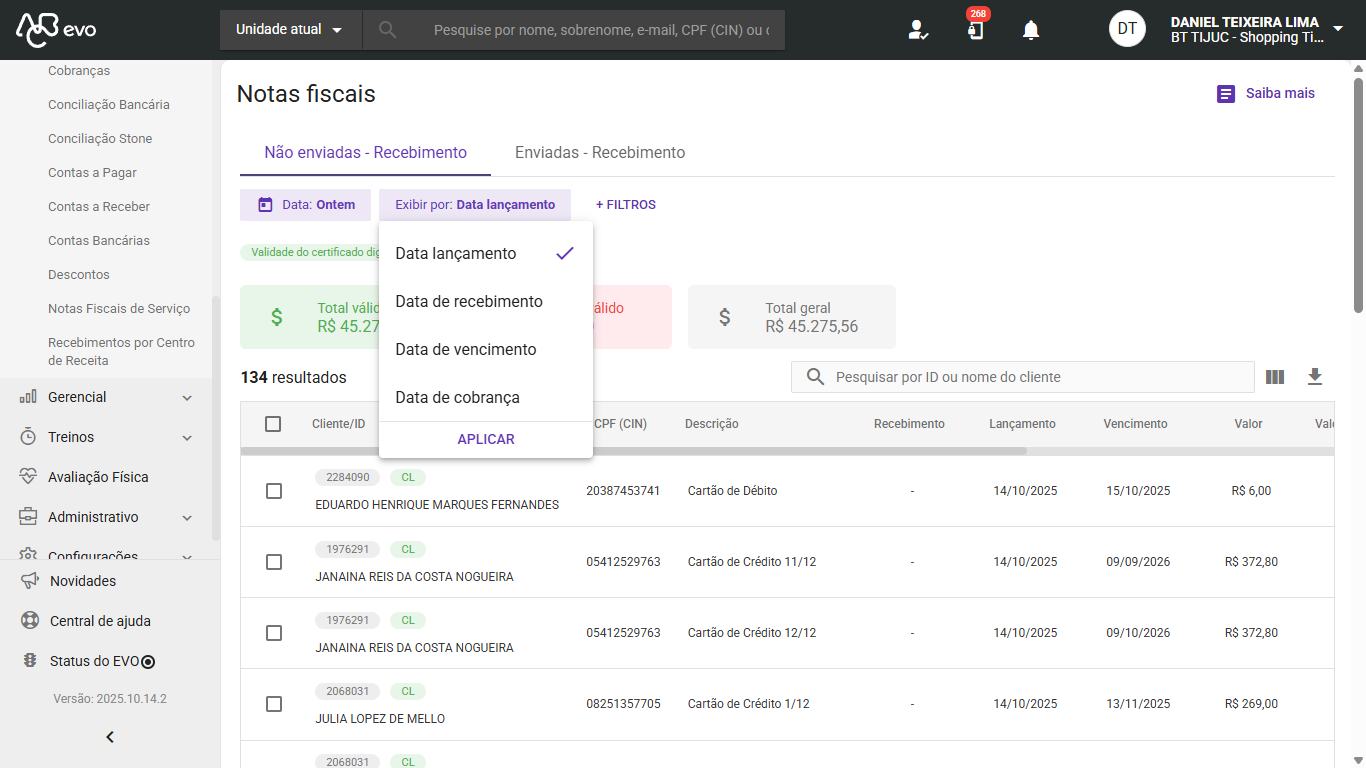 evo
Unidade atual
Pesquise por nome, sobrenome, e-mail, CPF (CIN) ou c
268
DT
DANIEL TEIXEIRA LIMA
BT TIJUC - Shopping Ti...
Cobranças
Conciliação Bancária
Conciliação Stone
Contas a Pagar
Contas a Receber
Contas Bancárias
Descontos
Notas Fiscais de Serviço
Recebimentos por Centro
de Receita
Gerencial
Treinos
Avaliação Física
Administrativo
Configurações
Novidades
Central de ajuda
Status do EVO
Versão: 2025.10.14.2
Notas fiscais
Saiba mais
Não enviadas - Recebimento
Enviadas - Recebimento
Data: Ontem
Exibir por: Data lançamento
+ FILTROS
Validade do certificado dig
Data lançamento
Data de recebimento
Data de vencimento
Data de cobrança
APLICAR
Total válid
R$ 45.27
álido
Total geral
R$ 45.275,56
134 resultados
Pesquisar por ID ou nome do cliente
Cliente/ID CPF (CIN) Descrição Recebimento Lançamento Vencimento Valor Valo
2284090 CL
EDUARDO HENRIQUE MARQUES FERNANDES 20387453741 Cartão de Débito - 14/10/2025 15/10/2025 R$ 6,00
1976291 CL
JANAINA REIS DA COSTA NOGUEIRA 05412529763 Cartão de Crédito 11/12 - 14/10/2025 09/09/2026 R$ 372,80
1976291 CL
JANAINA REIS DA COSTA NOGUEIRA 05412529763 Cartão de Crédito 12/12 - 14/10/2025 09/10/2026 R$ 372,80
2068031 CL
JULIA LOPEZ DE MELLO 08251357705 Cartão de Crédito 1/12 - 14/10/2025 13/11/2025 R$ 269,00
2068031 CL